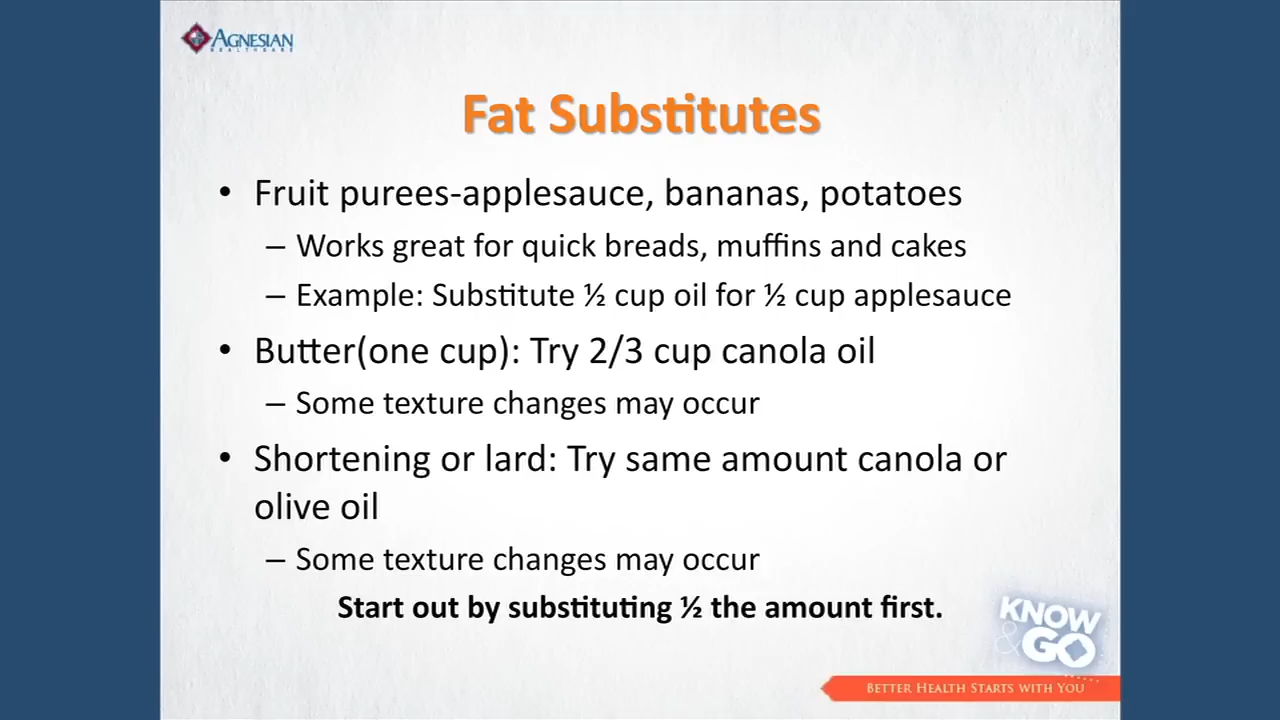 AGNESIAN
HEALTHCARE
Fat Substitutes
• Fruit purees-applesauce, bananas, potatoes
– Works great for quick breads, muffins and cakes
– Example: Substitute ½ cup oil for ½ cup applesauce
• Butter(one cup): Try 2/3 cup canola oil
– Some texture changes may occur
• Shortening or lard: Try same amount canola or
olive oil
– Some texture changes may occur
Start out by substituting ½ the amount first.
KNOW
&GO
BETTER HEALTH STARTS WITH YOU